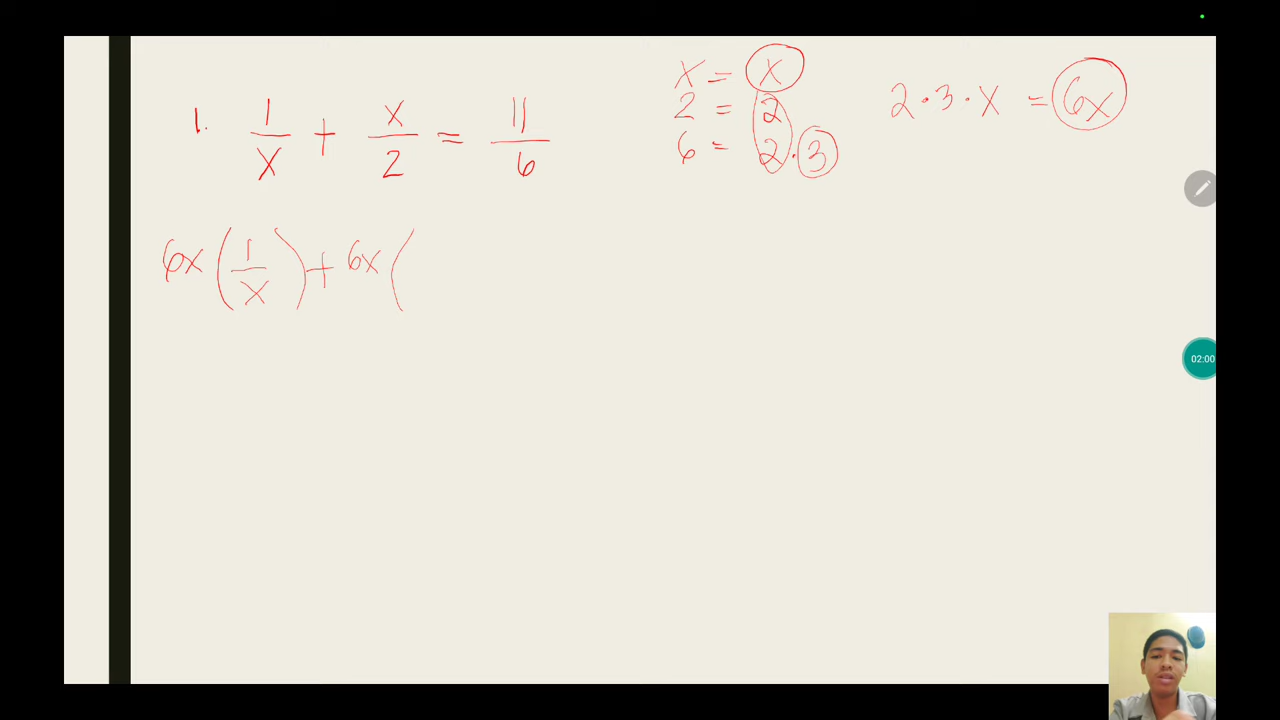 1. 1/x + x/2 = 11/6
x = x
2 = 2
6 = 2 · 3
2 · 3 · x = 6x
6x ( 1/x ) + 6x (
02:00